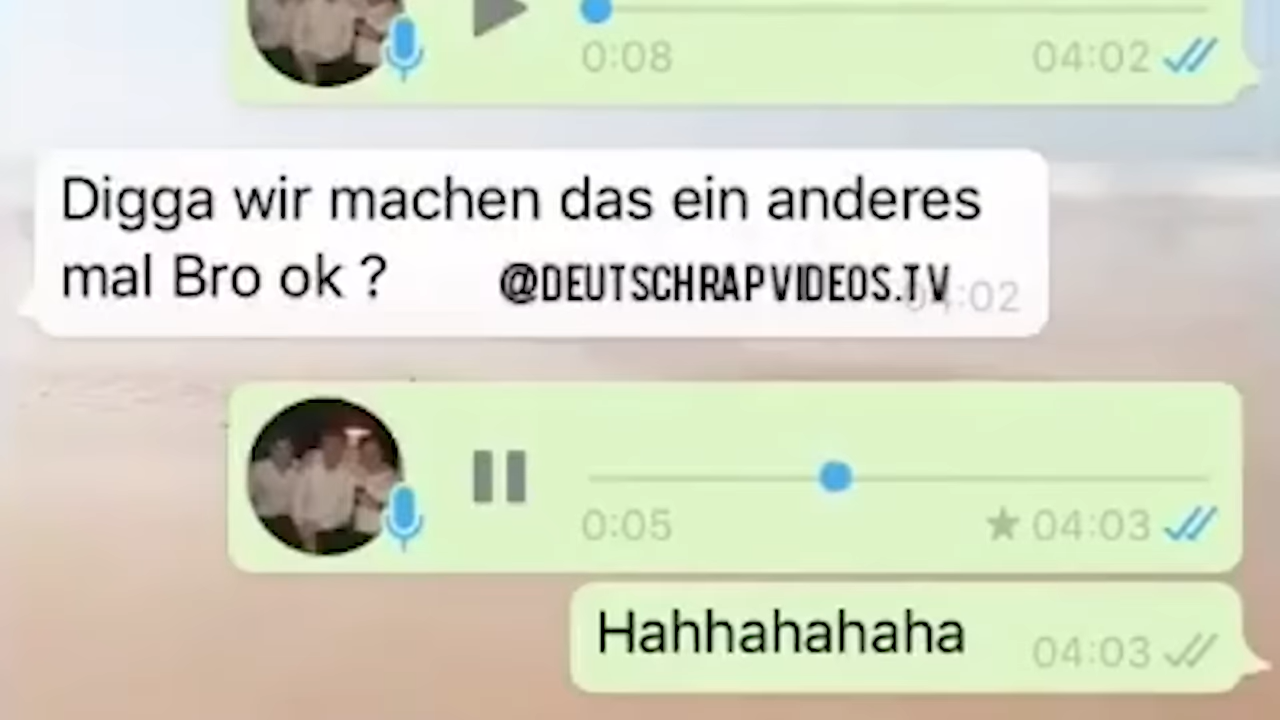 0:08 04:02
Digga wir machen das ein anderes
mal Bro ok ?
@DEUTSCHRAPVIDEOS.TV 04:02
0:05 04:03
Hahhahahaha 04:03